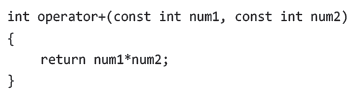 int operator+(const int num1, const int num2)
{
    return num1*num2;
}